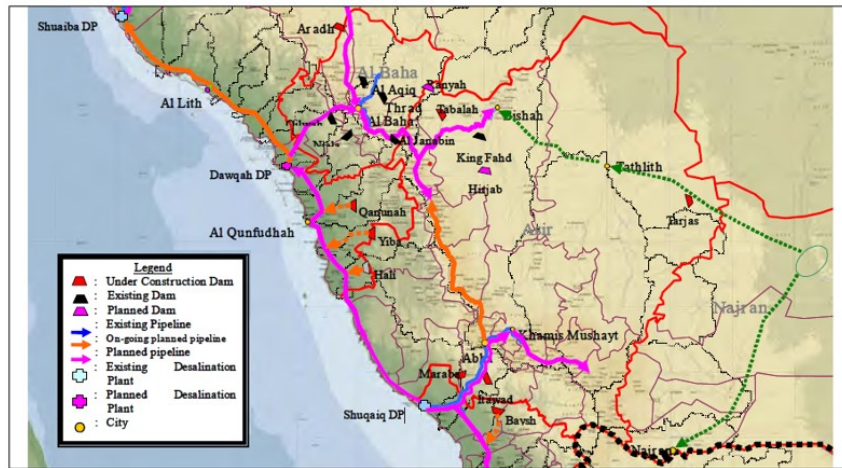 Shuaiba DP
Aradh
Al Baha
Al Aqiq
Ranyah
Thrad
Al Lith
Tabalah
Bishah
Al Baha
Al Janabin
King Fahd
Tathlith
Dawqah DP
Hirjab
Qanunah
Tarjas
Al Qunfudhah
Yiba
Asir
Hali
Najran
Khamis Mushayt
Maraba
Shuqaiq DP
Baysh
Najran
Legend
: Under Construction Dam
: Existing Dam
: Planned Dam
: Existing Pipeline
: On-going planned pipeline
: Planned pipeline
: Existing Desalination
Plant
: Planned Desalination
Plant
: City